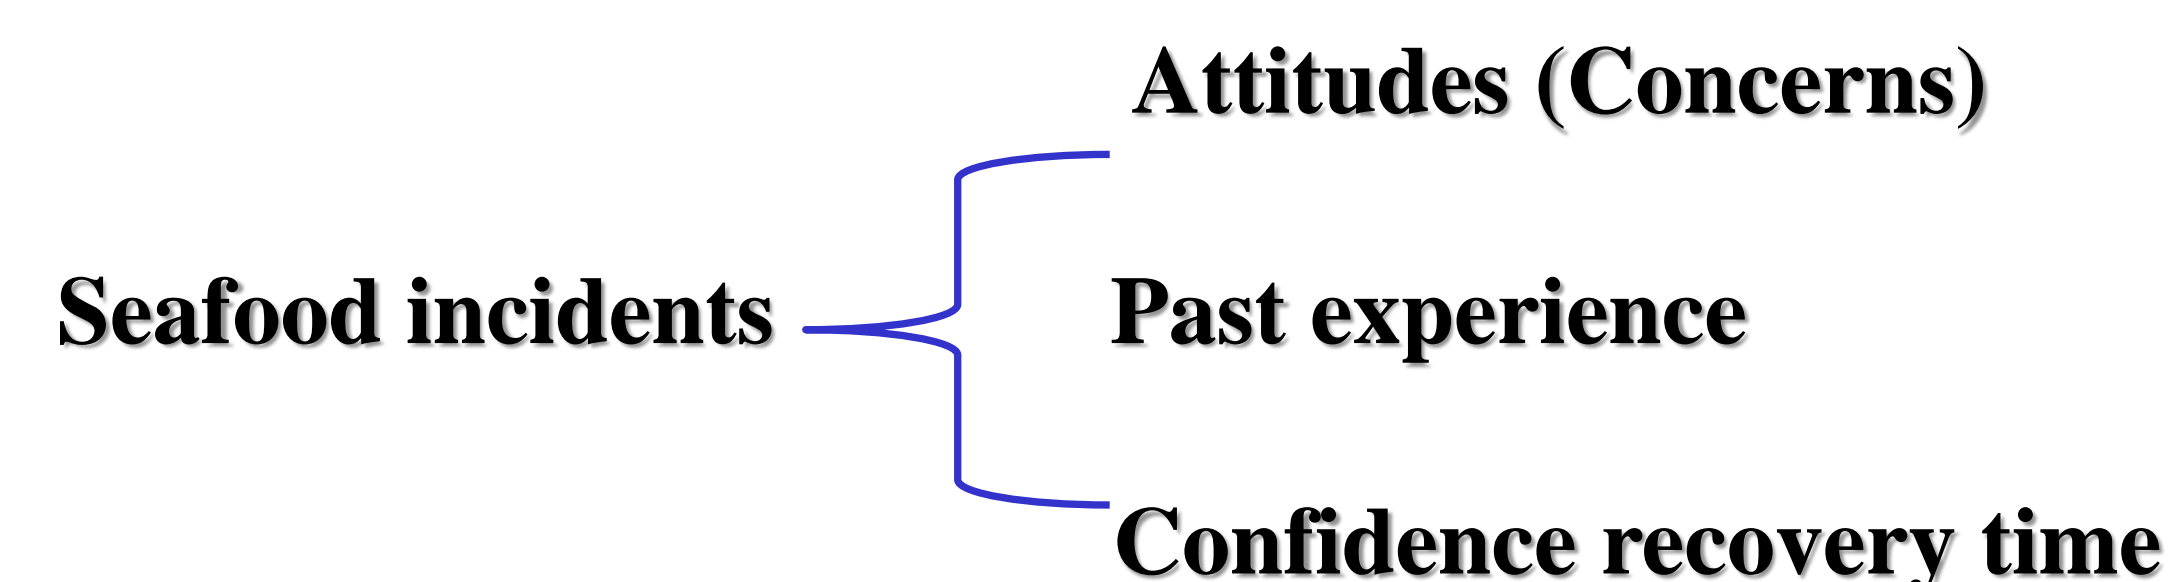 Attitudes (Concerns)
Seafood incidents
Past experience
Confidence recovery time